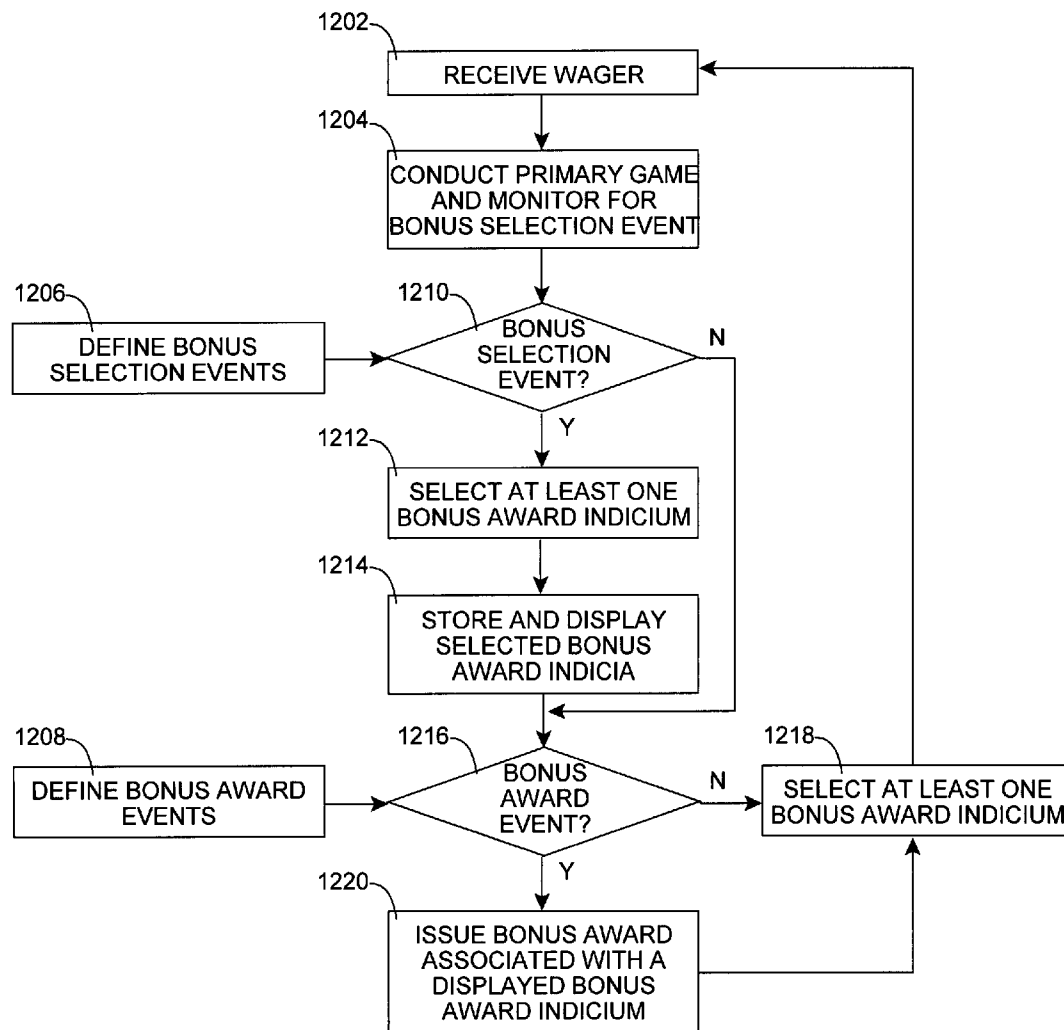 1202
RECEIVE WAGER
1204
CONDUCT PRIMARY GAME
AND MONITOR FOR
BONUS SELECTION EVENT
1206
DEFINE BONUS
SELECTION EVENTS
1210
BONUS
SELECTION
EVENT?
N
Y
1212
SELECT AT LEAST ONE
BONUS AWARD INDICIUM
1214
STORE AND DISPLAY
SELECTED BONUS
AWARD INDICIA
1208
DEFINE BONUS AWARD
EVENTS
1216
BONUS
AWARD
EVENT?
N
Y
1218
SELECT AT LEAST ONE
BONUS AWARD INDICIUM
1220
ISSUE BONUS AWARD
ASSOCIATED WITH A
DISPLAYED BONUS
AWARD INDICIUM